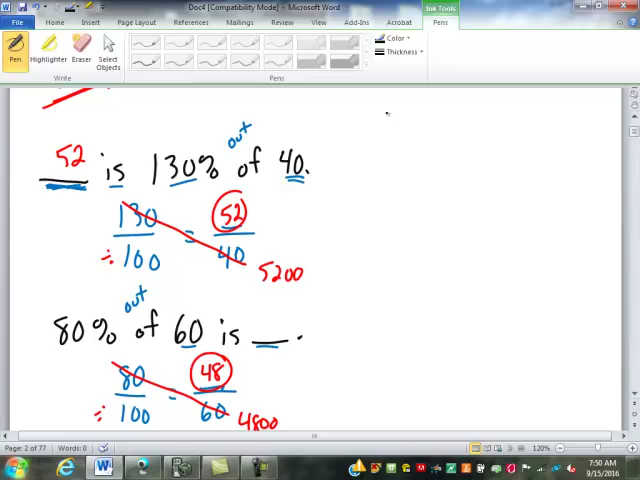 Doc4 [Compatibility Mode] - Microsoft Word
Ink Tools
File Home Insert Page Layout References Mailings Review View Add-Ins Acrobat Pens
Pen
Highlighter
Eraser
Select Objects
Color
Thickness
Write
Pens
out
52 is 130% of 40.
130 = 52
÷ 100 40
5200
out
80% of 60 is __.
80 = 48
÷ 100 60 4800
Page: 2 of 77 Words: 0 120%
7:50 AM
9/15/2016